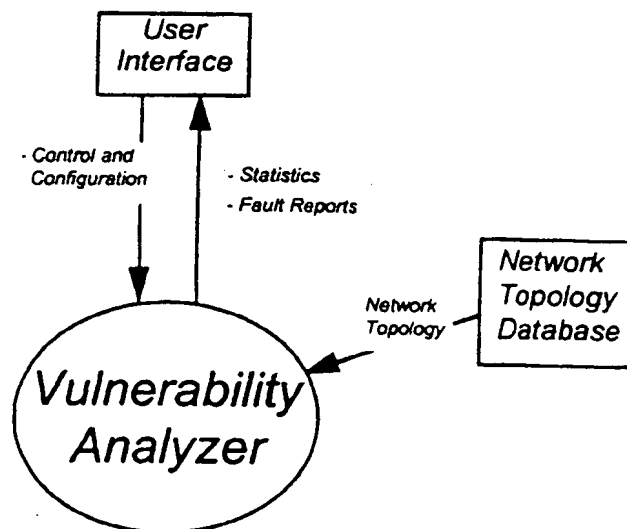 User
Interface
- Control and
Configuration
- Statistics
- Fault Reports
Network
Topology
Database
Network
Topology
Vulnerability
Analyzer